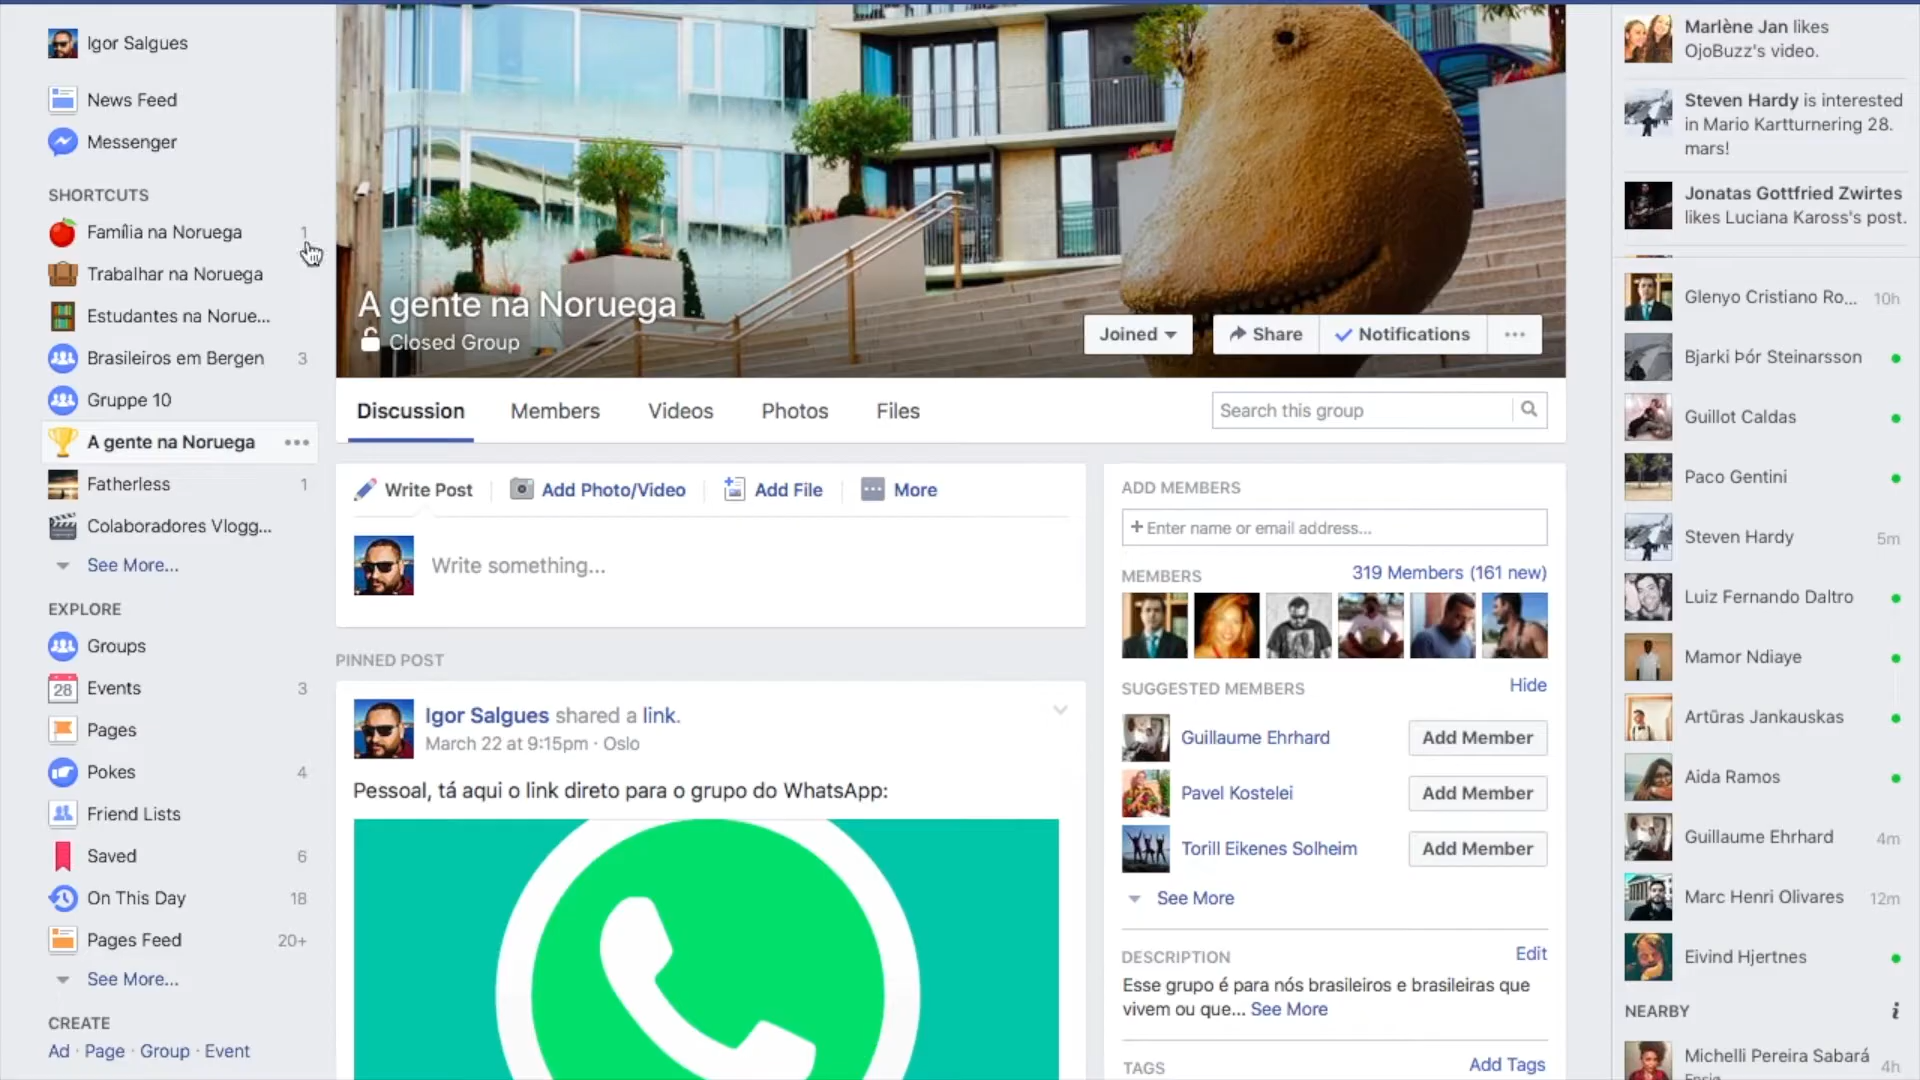 Igor Salgues
News Feed
Messenger
SHORTCUTS
Família na Noruega 1
Trabalhar na Noruega
Estudantes na Norue...
Brasileiros em Bergen 3
Gruppe 10
A gente na Noruega
Fatherless 1
Colaboradores Vlogg...
See More...
EXPLORE
Groups
28 Events 3
Pages
Pokes 4
Friend Lists
Saved 6
On This Day 18
Pages Feed 20+
See More...
CREATE
Ad · Page · Group · Event
A gente na Noruega
Closed Group
Joined
Share
Notifications
Discussion
Members
Videos
Photos
Files
Search this group
Write Post
Add Photo/Video
Add File
More
Write something...
PINNED POST
Igor Salgues shared a link.
March 22 at 9:15pm · Oslo
Pessoal, tá aqui o link direto para o grupo do WhatsApp:
ADD MEMBERS
+ Enter name or email address...
MEMBERS 319 Members (161 new)
SUGGESTED MEMBERS Hide
Guillaume Ehrhard Add Member
Pavel Kostelei Add Member
Torill Eikenes Solheim Add Member
See More
DESCRIPTION Edit
Esse grupo é para nós brasileiros e brasileiras que
vivem ou que... See More
TAGS Add Tags
Marlène Jan likes
OjoBuzz's video.
Steven Hardy is interested
in Mario Kartturnering 28.
mars!
Jonatas Gottfried Zwirtes
likes Luciana Kaross's post.
Glenyo Cristiano Ro... 10h
Bjarki Þór Steinarsson
Guillot Caldas
Paco Gentini
Steven Hardy 5m
Luiz Fernando Daltro
Mamor Ndiaye
Artūras Jankauskas
Aida Ramos
Guillaume Ehrhard 4m
Marc Henri Olivares 12m
Eivind Hjertnes
NEARBY
Michelli Pereira Sabará 4h